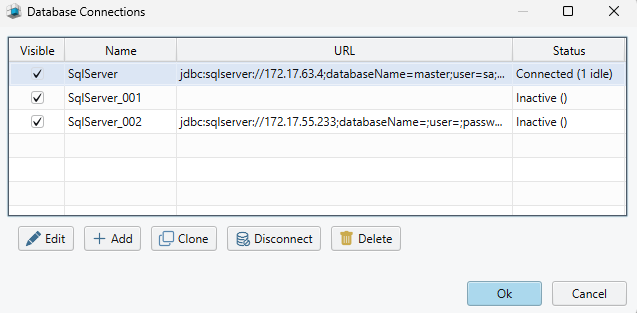 Database Connections
Visible Name URL Status
SqlServer jdbc:sqlserver://172.17.63.4;databaseName=master;user=sa;... Connected (1 idle)
SqlServer_001 Inactive ()
SqlServer_002 jdbc:sqlserver://172.17.55.233;databaseName=;user=;passw... Inactive ()
Edit Add Clone Disconnect Delete
Ok Cancel